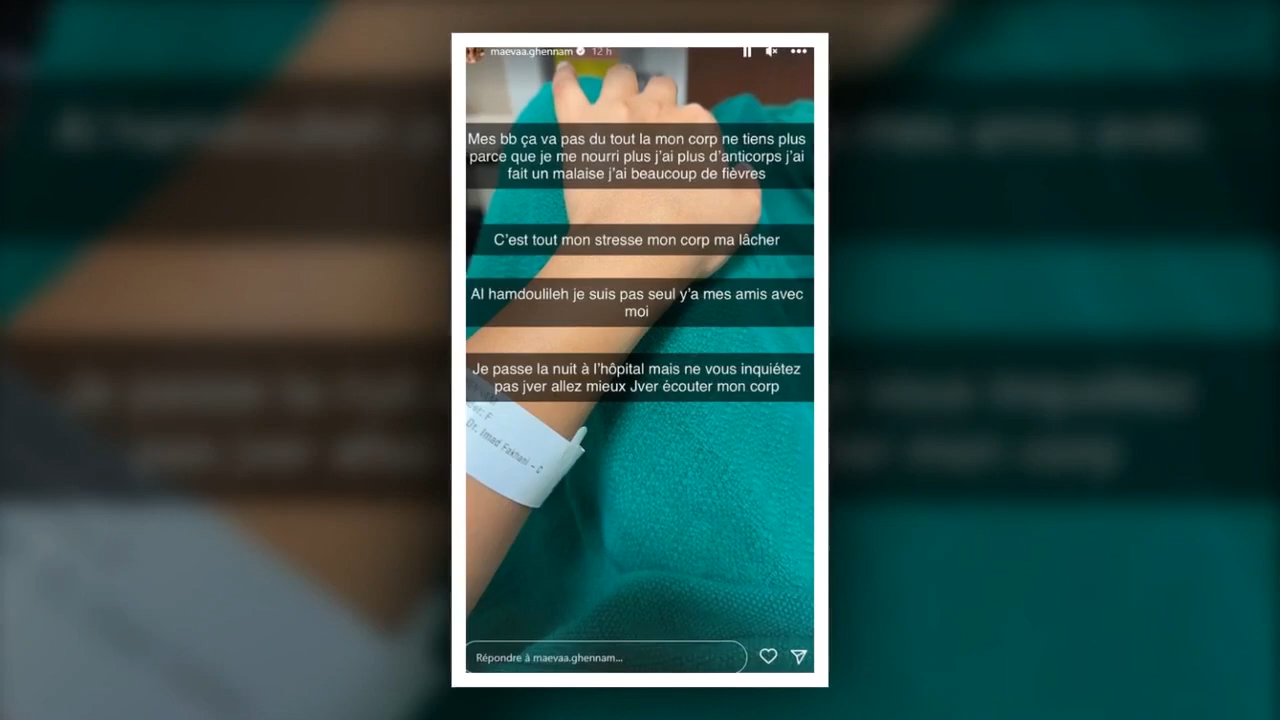 maevaa.ghennam 12 h
Mes bb ça va pas du tout la mon corp ne tiens plus
parce que je me nourri plus j'ai plus d'anticorps j'ai
fait un malaise j'ai beaucoup de fièvres
C'est tout mon stresse mon corp ma lâcher
Al hamdoulileh je suis pas seul y'a mes amis avec
moi
Je passe la nuit à l'hôpital mais ne vous inquiétez
pas jver allez mieux Jver écouter mon corp
F
Dr. Imad
Répondre à maevaa.ghennam...